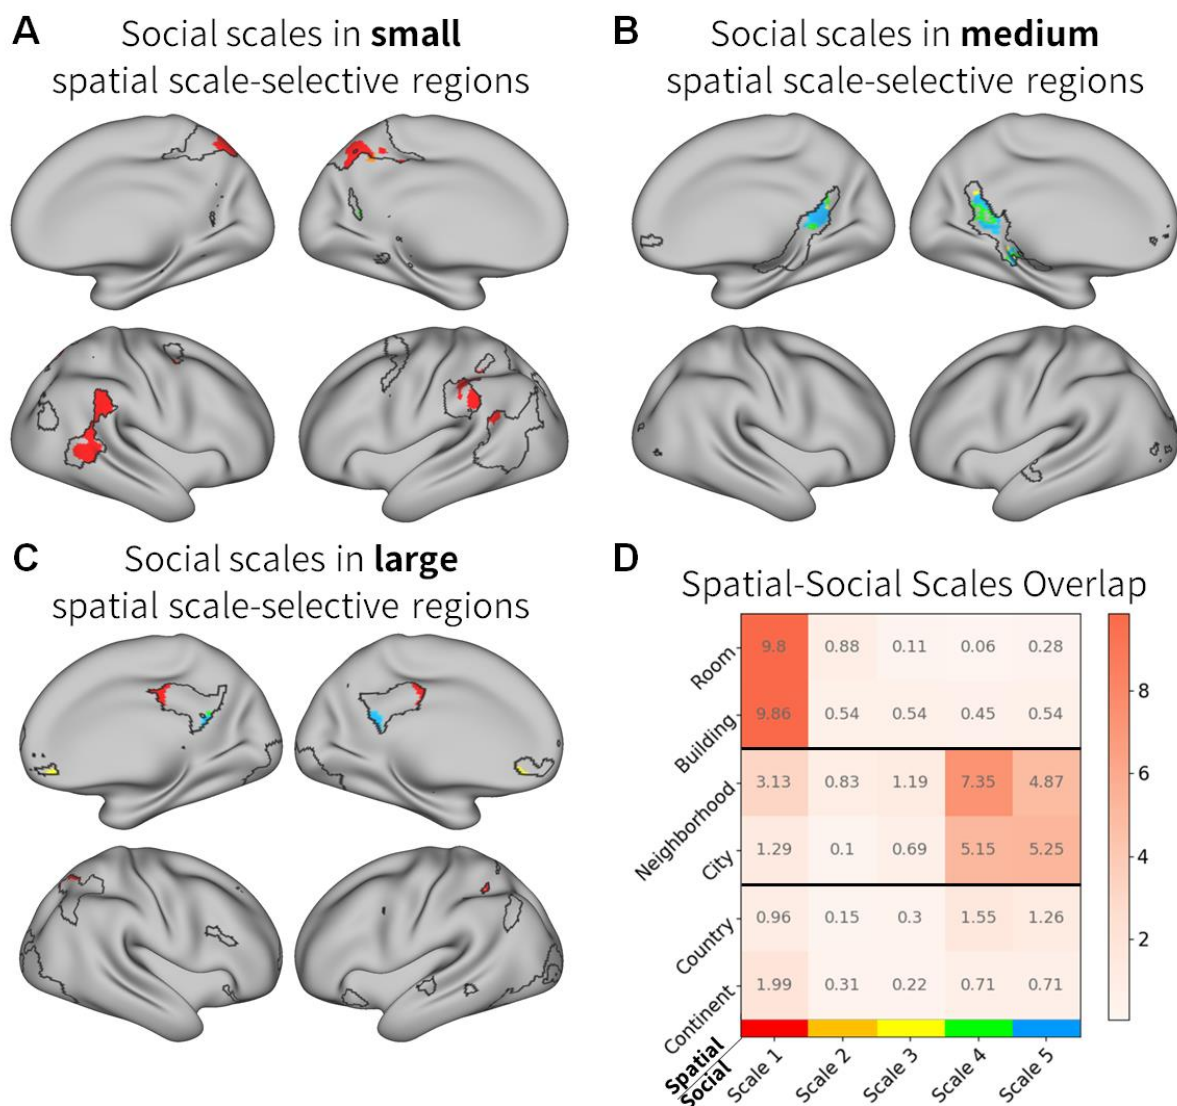 A
Social scales in small
spatial scale-selective regions
B
Social scales in medium
spatial scale-selective regions
C
Social scales in large
spatial scale-selective regions
D
Spatial-Social Scales Overlap
Room 9.8 0.88 0.11 0.06 0.28
Building 9.86 0.54 0.54 0.45 0.54
Neighborhood 3.13 0.83 1.19 7.35 4.87
City 1.29 0.1 0.69 5.15 5.25
Country 0.96 0.15 0.3 1.55 1.26
Continent 1.99 0.31 0.22 0.71 0.71
Spatial
Social
Scale 1 Scale 2 Scale 3 Scale 4 Scale 5
8
6
4
2